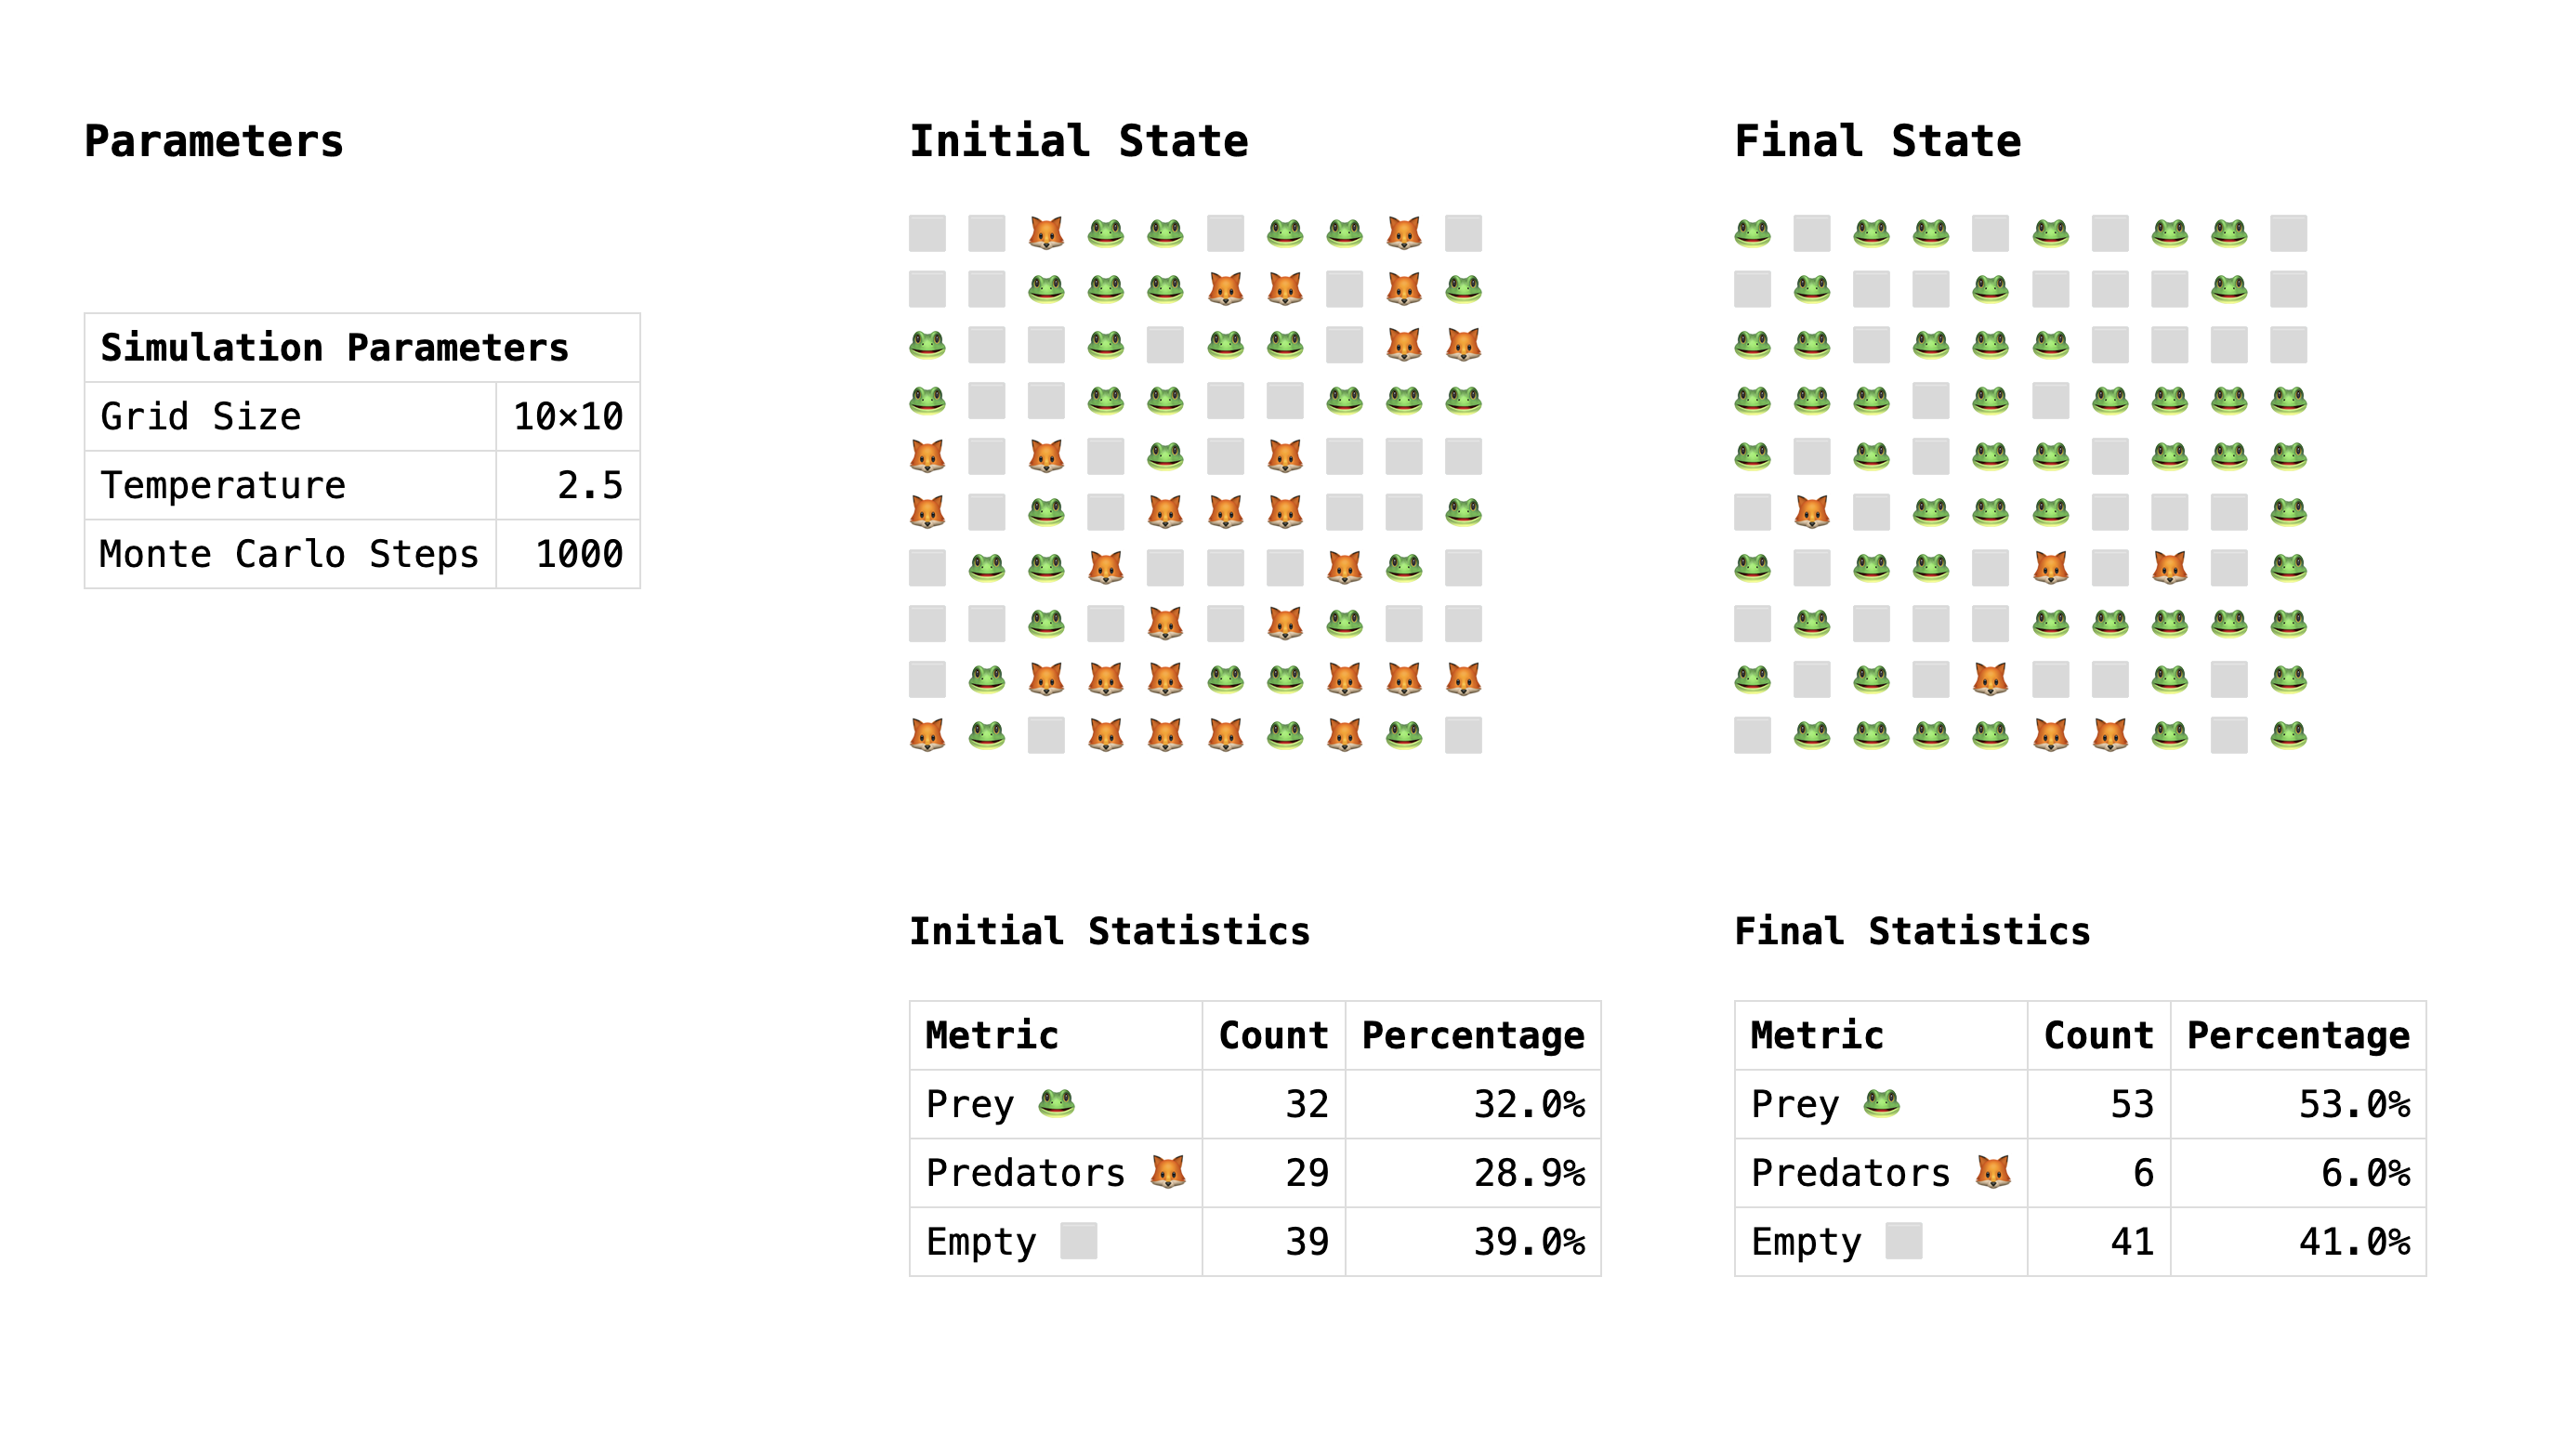 Parameters
Simulation Parameters
Grid Size 10×10
Temperature 2.5
Monte Carlo Steps 1000
Initial State
Initial Statistics
Metric Count Percentage
Prey 🐸 32 32.0%
Predators 🦊 29 28.9%
Empty ⬜ 39 39.0%
Final State
Final Statistics
Metric Count Percentage
Prey 🐸 53 53.0%
Predators 🦊 6 6.0%
Empty ⬜ 41 41.0%